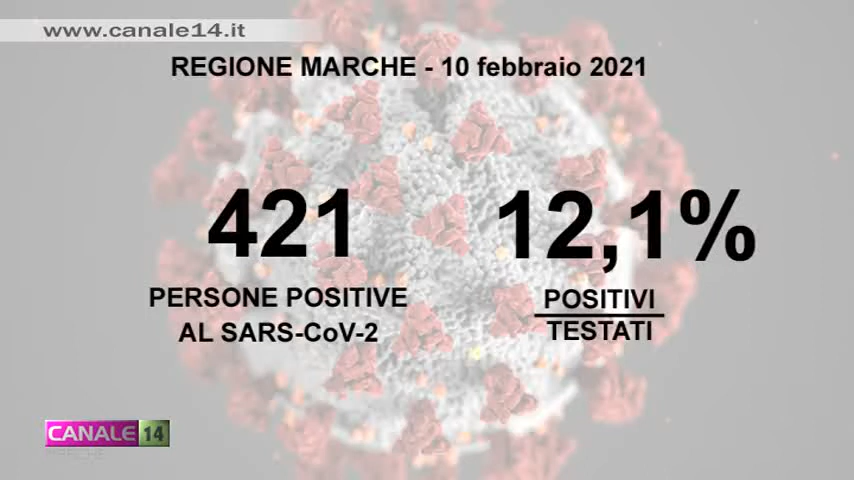 www.canale14.it
REGIONE MARCHE - 10 febbraio 2021
421
PERSONE POSITIVE
AL SARS-CoV-2
12,1%
POSITIVI
TESTATI
CANALE 14
MARCHE